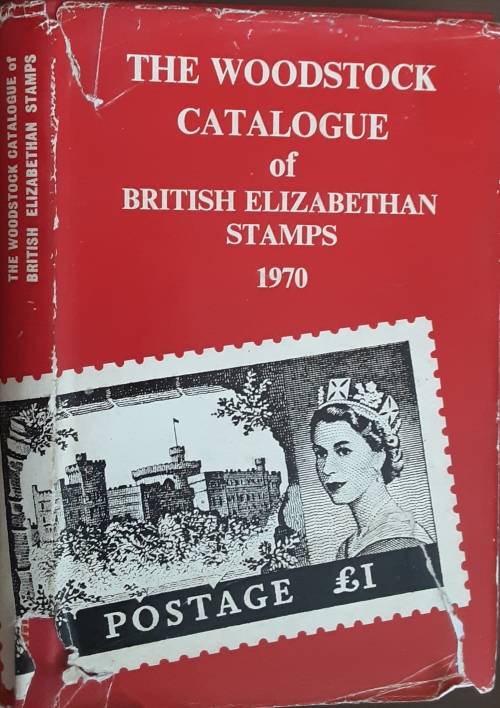 THE WOODSTOCK CATALOGUE of
BRITISH ELIZABETHAN STAMPS
THE WOODSTOCK
CATALOGUE
of
BRITISH ELIZABETHAN
STAMPS
1970
POSTAGE £1